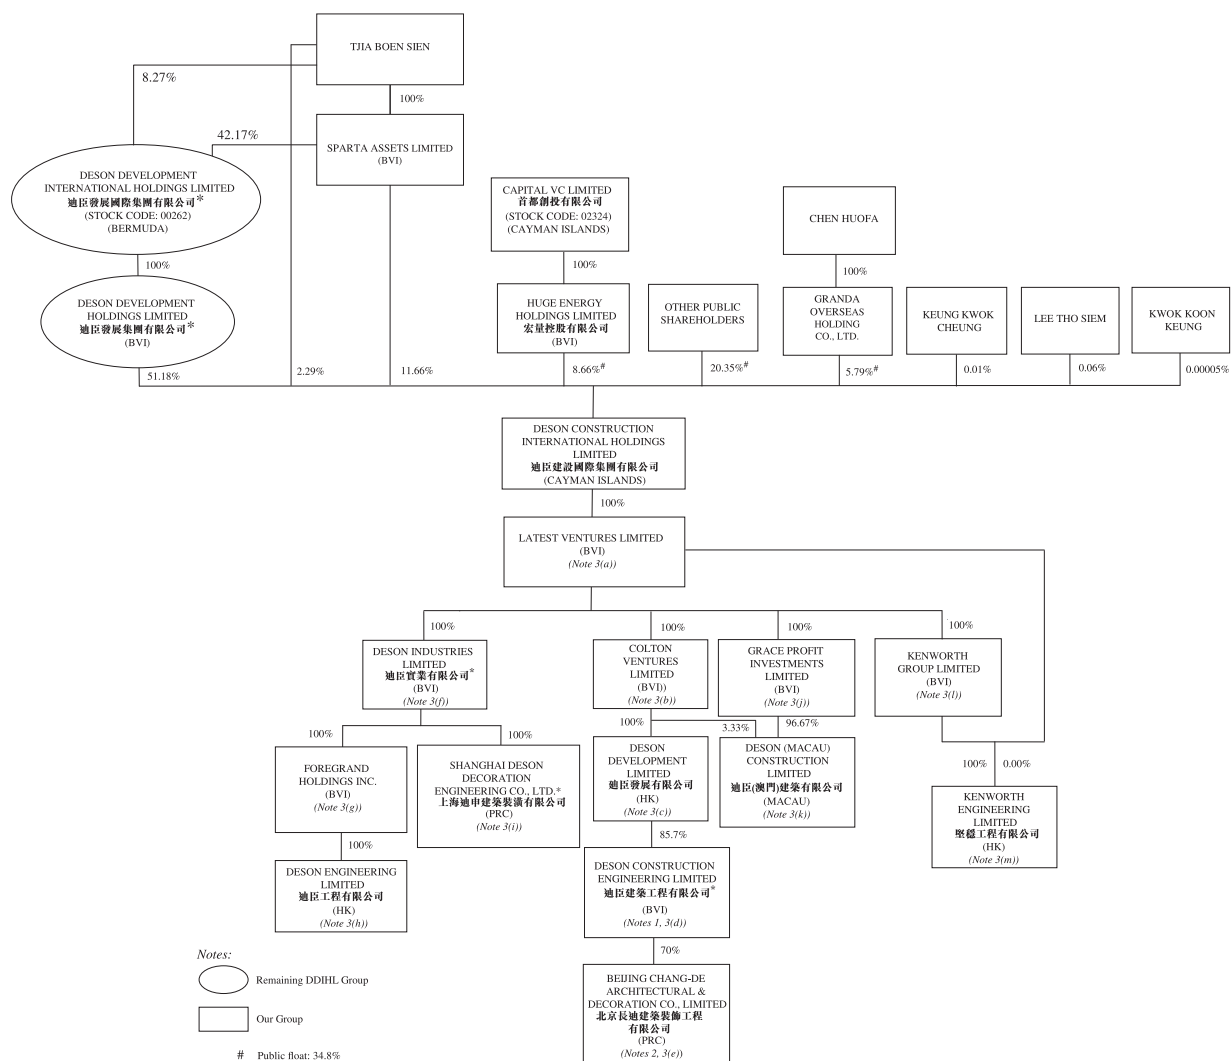 TJIA BOEN SIEN
8.27%
100%
42.17%
SPARTA ASSETS LIMITED
(BVI)
DESON DEVELOPMENT
INTERNATIONAL HOLDINGS LIMITED
迪臣發展國際集團有限公司*
(STOCK CODE: 00262)
(BERMUDA)
CAPITAL VC LIMITED
首都創投有限公司
(STOCK CODE: 02324)
(CAYMAN ISLANDS)
CHEN HUOFA
100%
100%
100%
DESON DEVELOPMENT
HOLDINGS LIMITED
迪臣發展集團有限公司*
(BVI)
HUGE ENERGY
HOLDINGS LIMITED
宏量控股有限公司
(BVI)
OTHER PUBLIC
SHAREHOLDERS
GRANDA
OVERSEAS
HOLDING
CO., LTD.
KEUNG KWOK
CHEUNG
LEE THO SIEM
KWOK KOON
KEUNG
51.18%
2.29%
11.66%
8.66%#
20.35%#
5.79%#
0.01%
0.06%
0.00005%
DESON CONSTRUCTION
INTERNATIONAL HOLDINGS
LIMITED
迪臣建設國際集團有限公司
(CAYMAN ISLANDS)
100%
LATEST VENTURES LIMITED
(BVI)
(Note 3(a))
100%
100%
100%
100%
DESON INDUSTRIES
LIMITED
迪臣實業有限公司*
(BVI)
(Note 3(f))
COLTON
VENTURES
LIMITED
(BVI))
(Note 3(b))
GRACE PROFIT
INVESTMENTS
LIMITED
(BVI)
(Note 3(j))
KENWORTH
GROUP LIMITED
(BVI)
(Note 3(l))
100%
100%
100%
3.33%
96.67%
100%
0.00%
FOREGRAND
HOLDINGS INC.
(BVI)
(Note 3(g))
SHANGHAI DESON
DECORATION
ENGINEERING CO., LTD.*
上海迪申建築裝潢有限公司
(PRC)
(Note 3(i))
DESON
DEVELOPMENT
LIMITED
迪臣發展有限公司
(HK)
(Note 3(c))
DESON (MACAU)
CONSTRUCTION
LIMITED
迪臣(澳門)建築有限公司
(MACAU)
(Note 3(k))
KENWORTH
ENGINEERING
LIMITED
堅穩工程有限公司
(HK)
(Note 3(m))
100%
85.7%
DESON ENGINEERING
LIMITED
迪臣工程有限公司
(HK)
(Note 3(h))
DESON CONSTRUCTION
ENGINEERING LIMITED
迪臣建築工程有限公司*
(BVI)
(Notes 1, 3(d))
70%
BEIJING CHANG-DE
ARCHITECTURAL &
DECORATION CO., LIMITED
北京長迪建築裝飾工程
有限公司
(PRC)
(Notes 2, 3(e))
Notes:
Remaining DDIHL Group
Our Group
# Public float: 34.8%